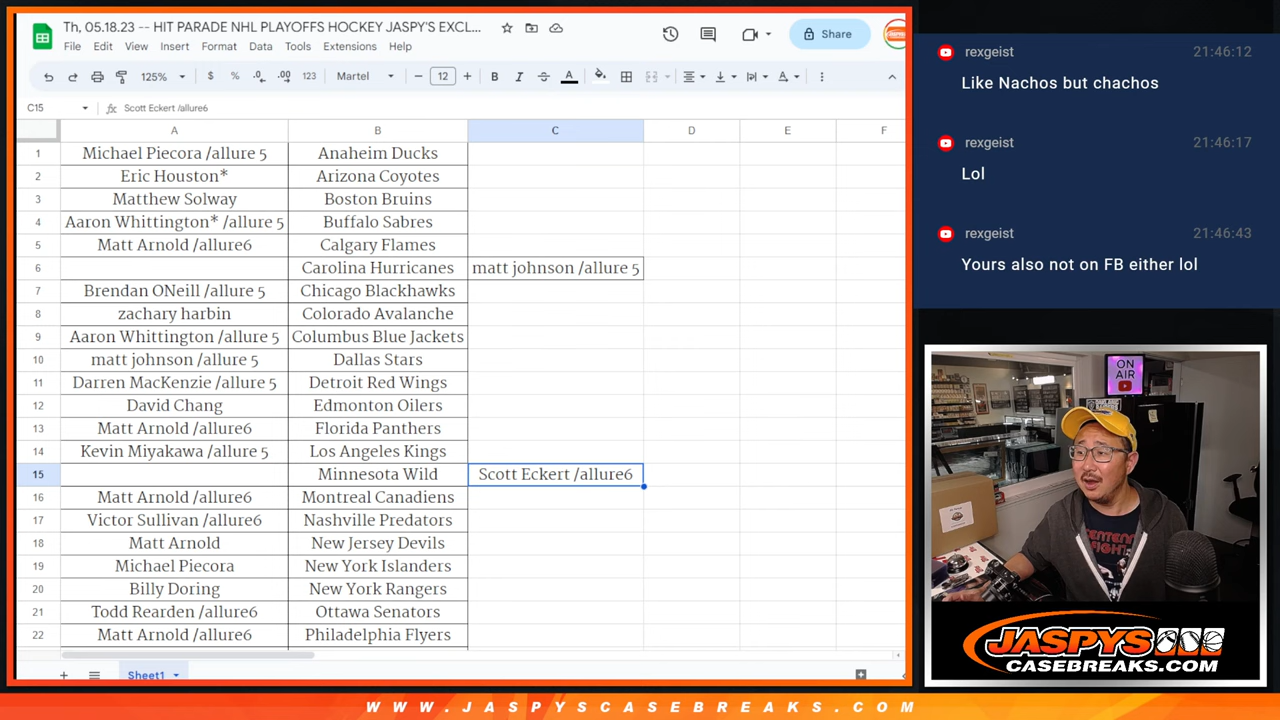 Th, 05.18.23 -- HIT PARADE NHL PLAYOFFS HOCKEY JASPY'S EXCL...
Share
File Edit View Insert Format Data Tools Extensions Help
125% $ % .0 .00 123 Martel 12 B I A
C15 fx Scott Eckert /allure6
A B C D E F
1 Michael Piecora /allure 5 Anaheim Ducks
2 Eric Houston* Arizona Coyotes
3 Matthew Solway Boston Bruins
4 Aaron Whittington* /allure 5 Buffalo Sabres
5 Matt Arnold /allure6 Calgary Flames
6 Carolina Hurricanes matt johnson /allure 5
7 Brendan ONeill /allure 5 Chicago Blackhawks
8 zachary harbin Colorado Avalanche
9 Aaron Whittington /allure 5 Columbus Blue Jackets
10 matt johnson /allure 5 Dallas Stars
11 Darren MacKenzie /allure 5 Detroit Red Wings
12 David Chang Edmonton Oilers
13 Matt Arnold /allure6 Florida Panthers
14 Kevin Miyakawa /allure 5 Los Angeles Kings
15 Minnesota Wild Scott Eckert /allure6
16 Matt Arnold /allure6 Montreal Canadiens
17 Victor Sullivan /allure6 Nashville Predators
18 Matt Arnold New Jersey Devils
19 Michael Piecora New York Islanders
20 Billy Doring New York Rangers
21 Todd Rearden /allure6 Ottawa Senators
22 Matt Arnold /allure6 Philadelphia Flyers
Sheet1
rexgeist 21:46:12
Like Nachos but chachos
rexgeist 21:46:17
Lol
rexgeist 21:46:43
Yours also not on FB either lol
ON
AIR
JASPYS
CASEBREAKS.COM
WWW.JASPYSCASEBREAKS.COM